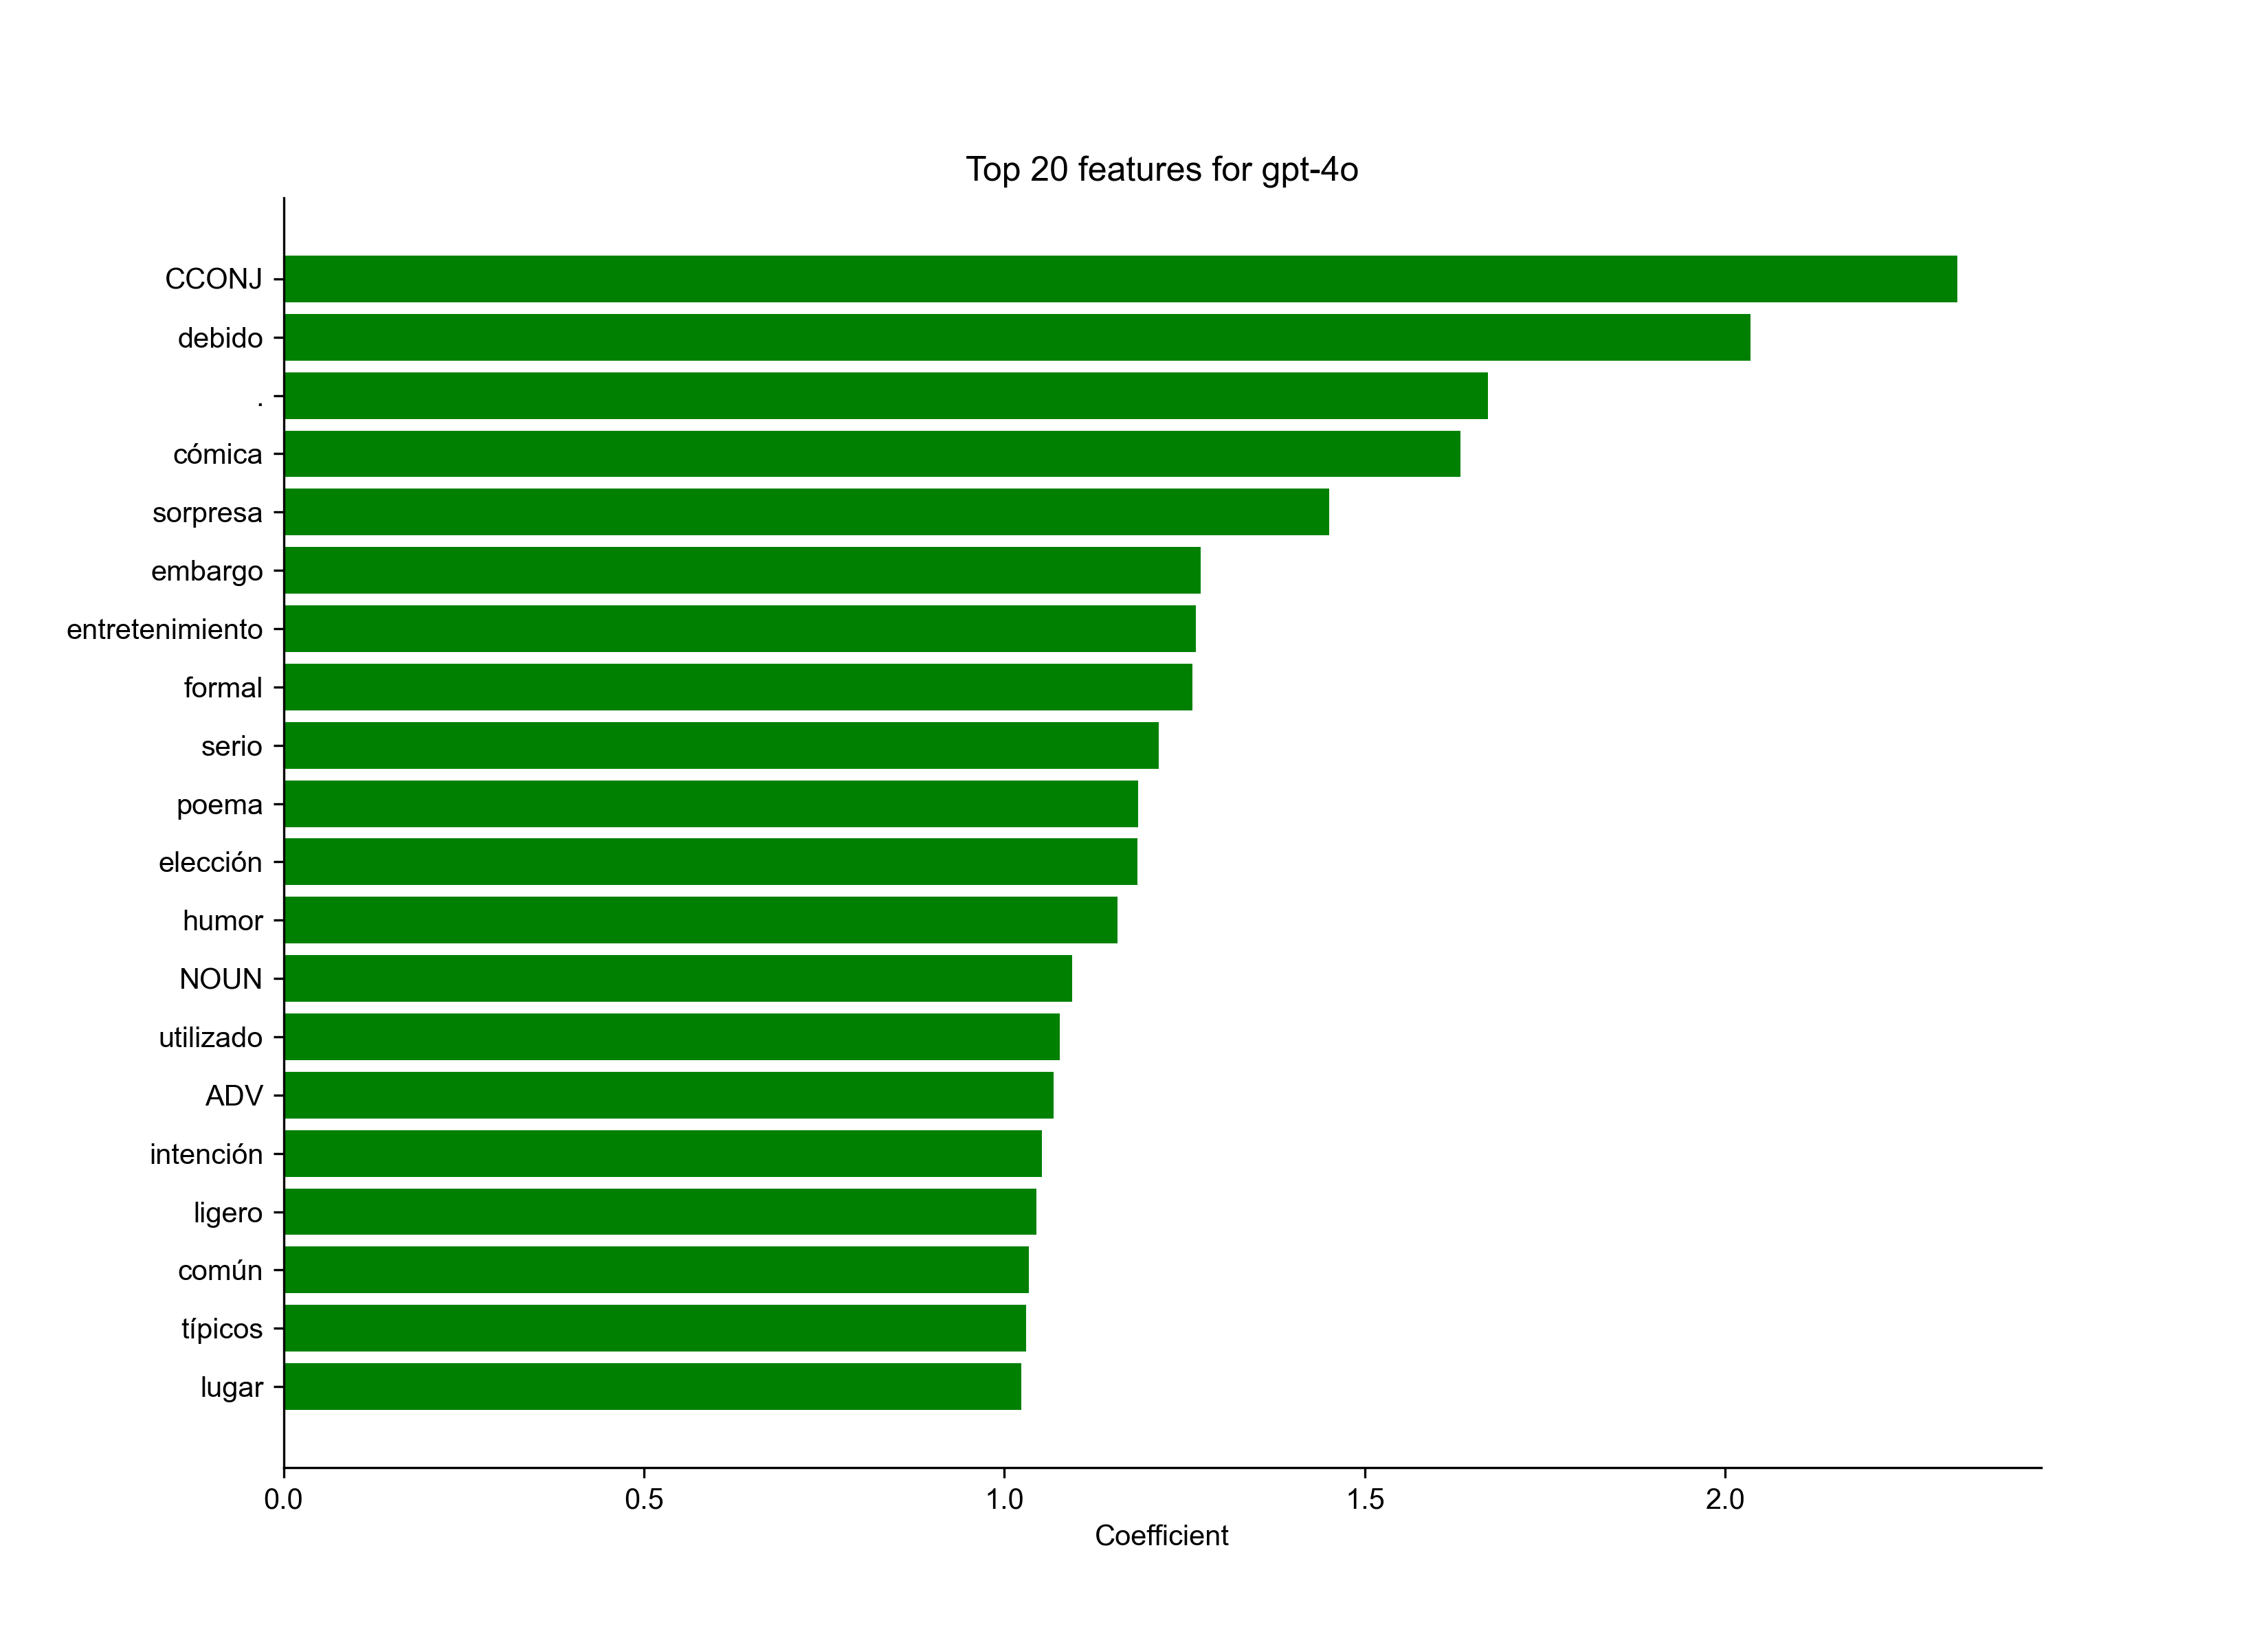 Top 20 features for gpt-4o
CCONJ
debido
.
cómica
sorpresa
embargo
entretenimiento
formal
serio
poema
elección
humor
NOUN
utilizado
ADV
intención
ligero
común
típicos
lugar
0.0 0.5 1.0 1.5 2.0
Coefficient